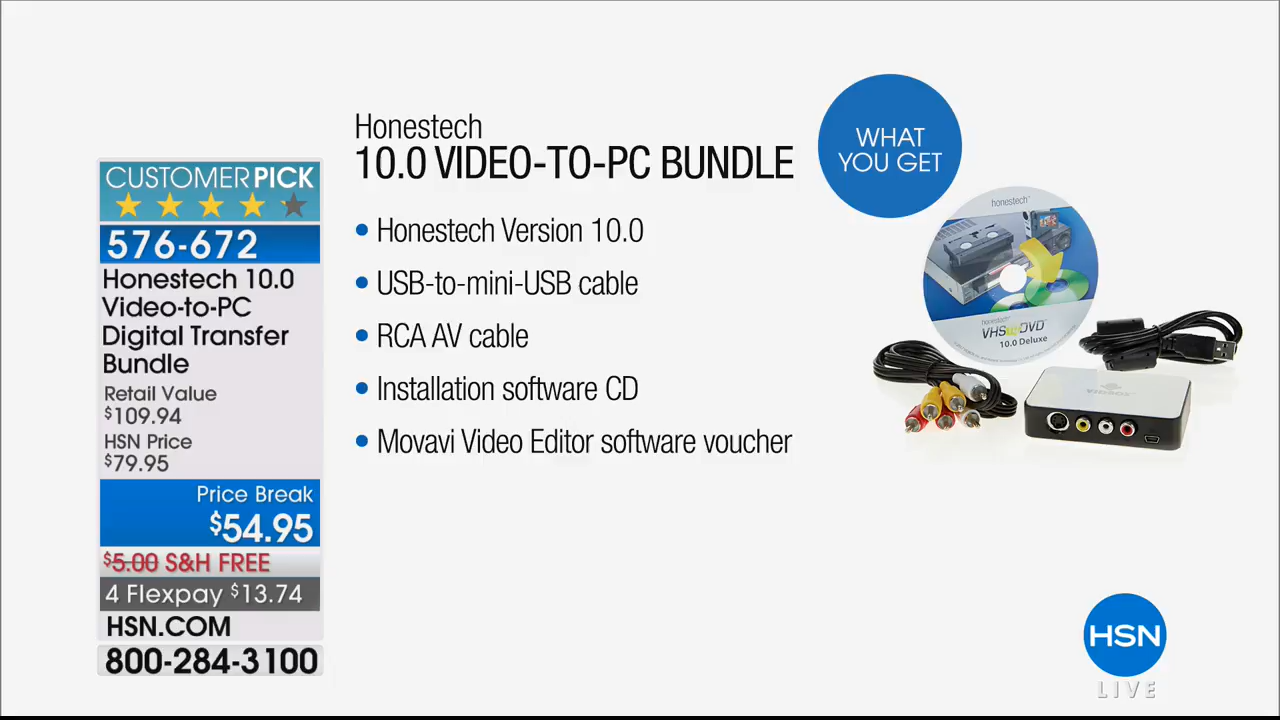 CUSTOMERPICK
576-672
Honestech 10.0
Video-to-PC
Digital Transfer
Bundle
Retail Value
$109.94
HSN Price
$79.95
Price Break
$54.95
$5.00 S&H FREE
4 Flexpay $13.74
HSN.COM
800-284-3100
Honestech
10.0 VIDEO-TO-PC BUNDLE
• Honestech Version 10.0
• USB-to-mini-USB cable
• RCA AV cable
• Installation software CD
• Movavi Video Editor software voucher
WHAT
YOU GET
honestech
honestech
VHS to DVD
10.0 Deluxe
VIDBOX
HSN
LIVE